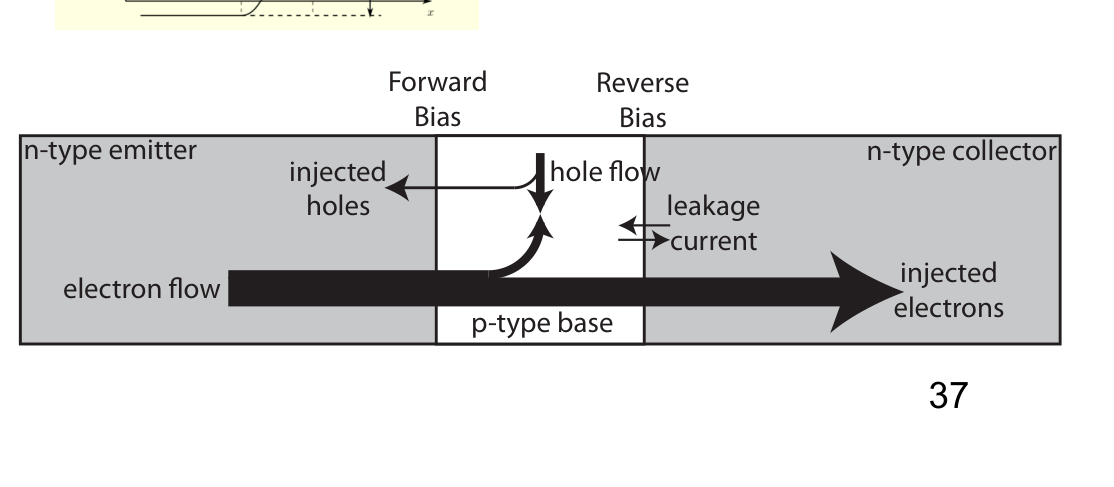 x
Forward
Bias
Reverse
Bias
n-type emitter
n-type collector
injected
holes
hole flow
leakage
current
electron flow
injected
electrons
p-type base
37